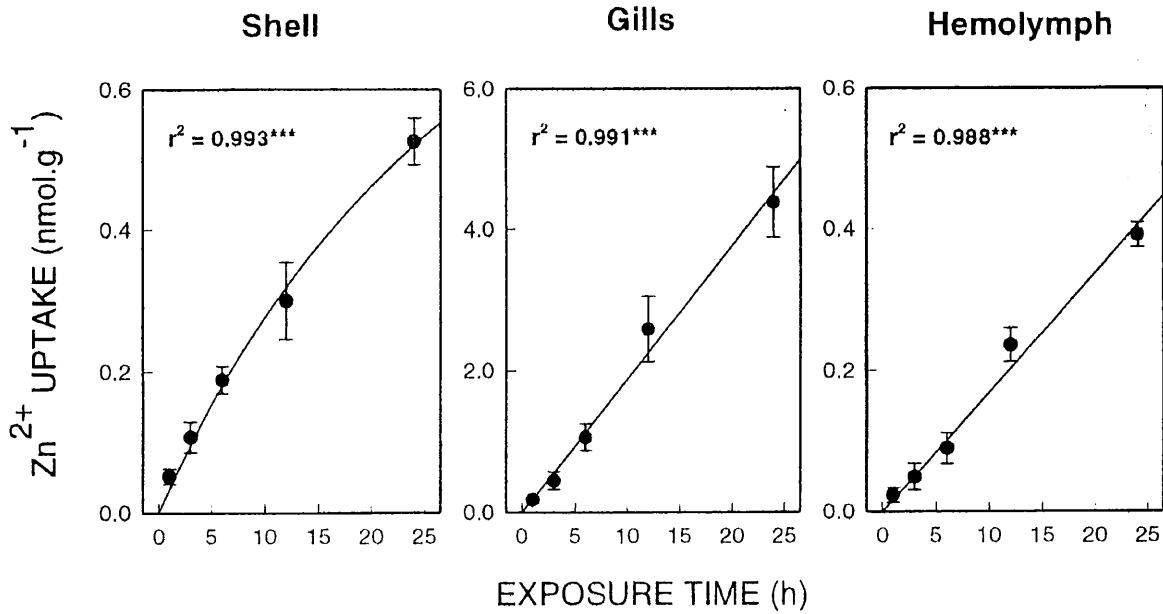 Shell
Gills
Hemolymph
Zn2+ UPTAKE (nmol.g-1)
0.6
0.4
0.2
0.0
r2 = 0.993***
0 5 10 15 20 25
6.0
4.0
2.0
0.0
r2 = 0.991***
0 5 10 15 20 25
0.6
0.4
0.2
0.0
r2 = 0.988***
0 5 10 15 20 25
EXPOSURE TIME (h)